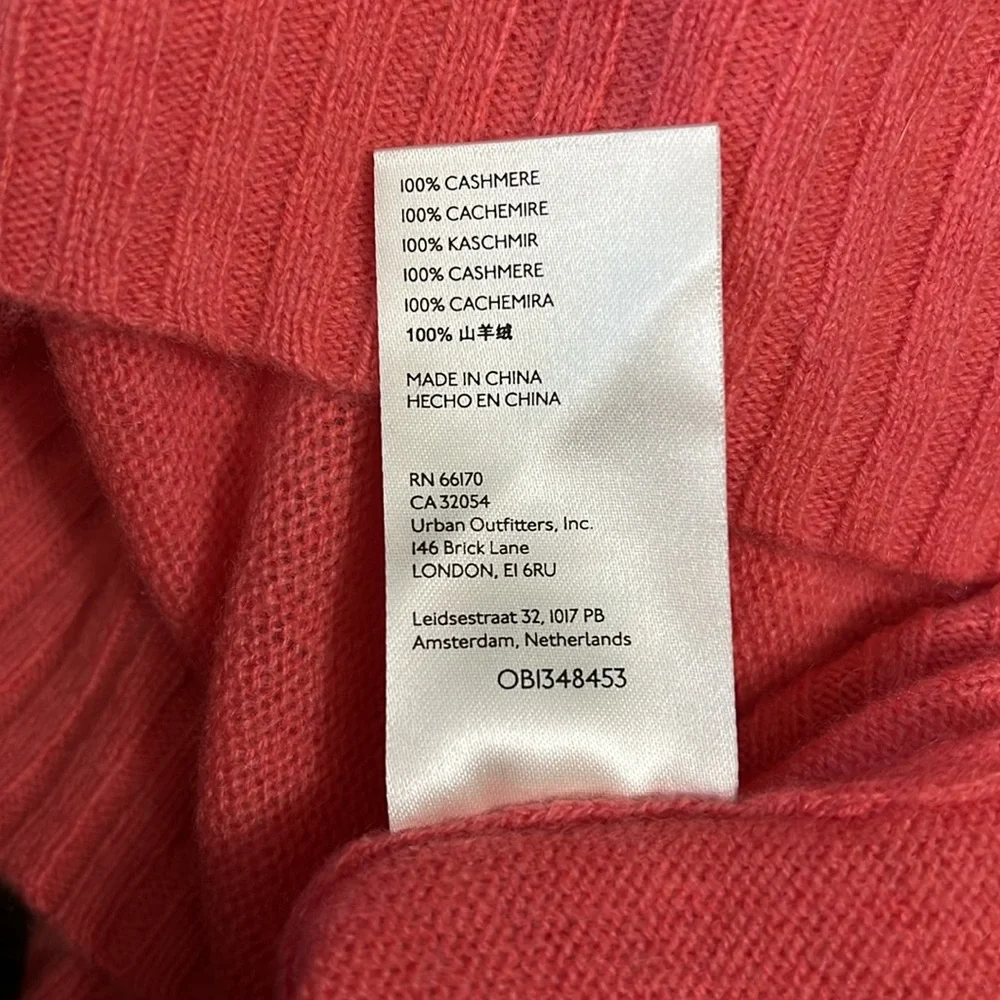 100% CASHMERE
100% CACHEMIRE
100% KASCHMIR
100% CASHMERE
100% CACHEMIRA
100% 山羊绒
MADE IN CHINA
HECHO EN CHINA
RN 66170
CA 32054
Urban Outfitters, Inc.
146 Brick Lane
LONDON, E1 6RU
Leidsestraat 32, 1017 PB
Amsterdam, Netherlands
OB1348453